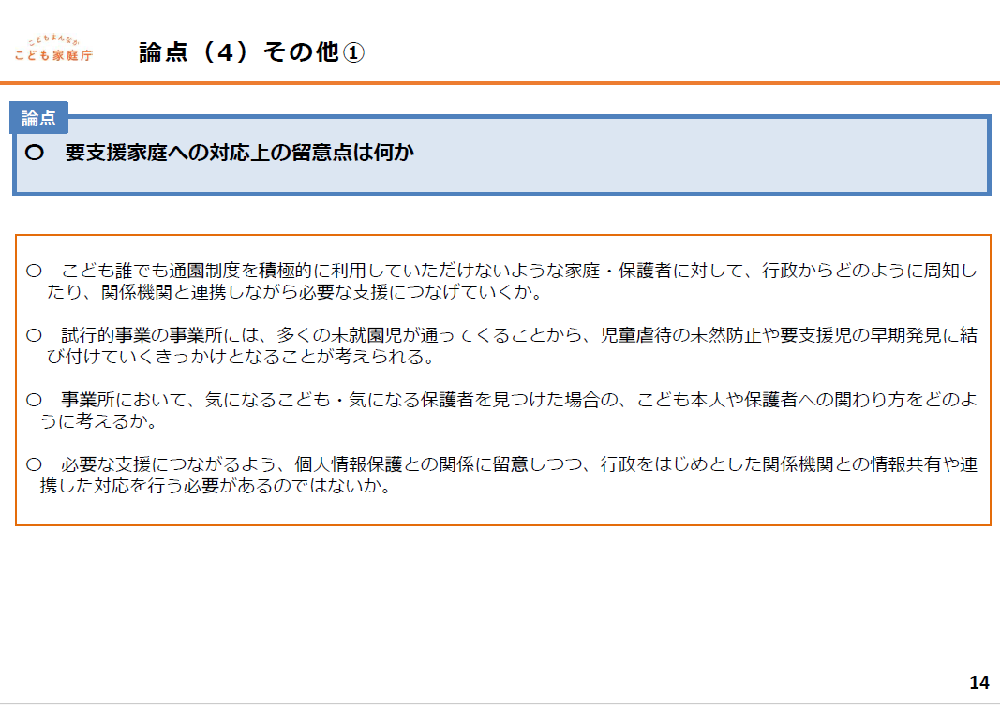 こどもまんなか
こども家庭庁
論点（４）その他①
論点
○　要支援家庭への対応上の留意点は何か
○　こども誰でも通園制度を積極的に利用していただけないような家庭・保護者に対して、行政からどのように周知し
たり、関係機関と連携しながら必要な支援につなげていくか。
○　試行的事業の事業所には、多くの未就園児が通ってくることから、児童虐待の未然防止や要支援児の早期発見に結
び付けていくきっかけとなることが考えられる。
○　事業所において、気になるこども・気になる保護者を見つけた場合の、こども本人や保護者への関わり方をどのよ
うに考えるか。
○　必要な支援につながるよう、個人情報保護との関係に留意しつつ、行政をはじめとした関係機関との情報共有や連
携した対応を行う必要があるのではないか。
14